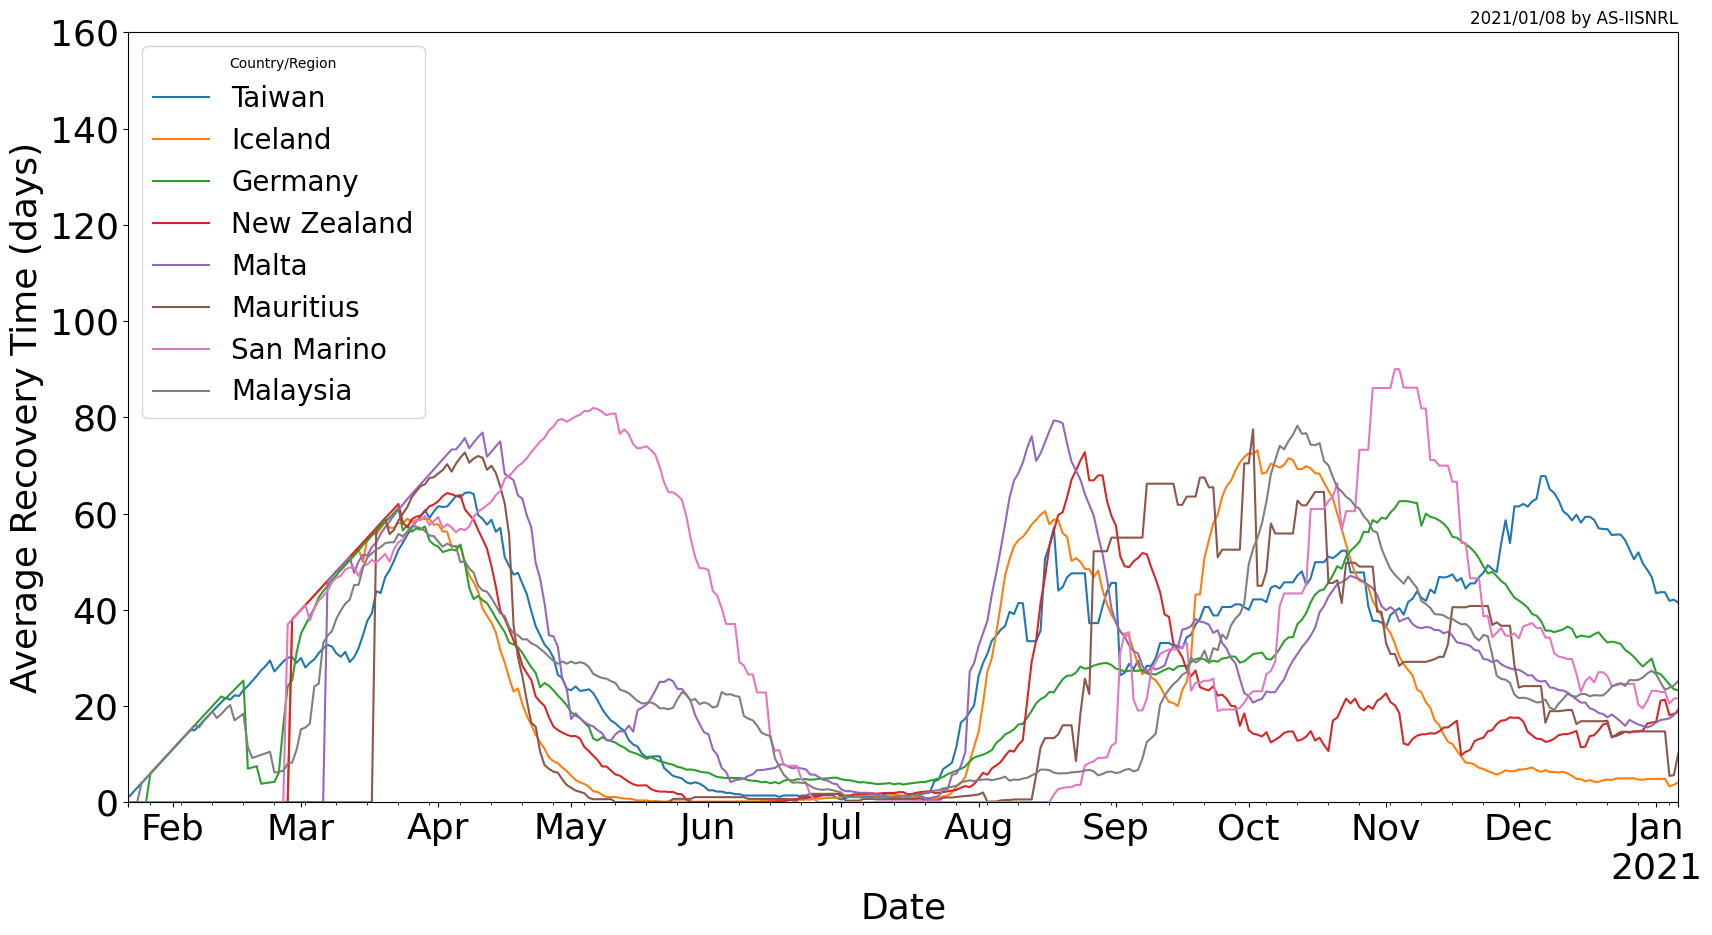 2021/01/08 by AS-IISNRL
160
140
120
100
80
60
40
20
0
Average Recovery Time (days)
Country/Region
Taiwan
Iceland
Germany
New Zealand
Malta
Mauritius
San Marino
Malaysia
Feb Mar Apr May Jun Jul Aug Sep Oct Nov Dec Jan
2021
Date